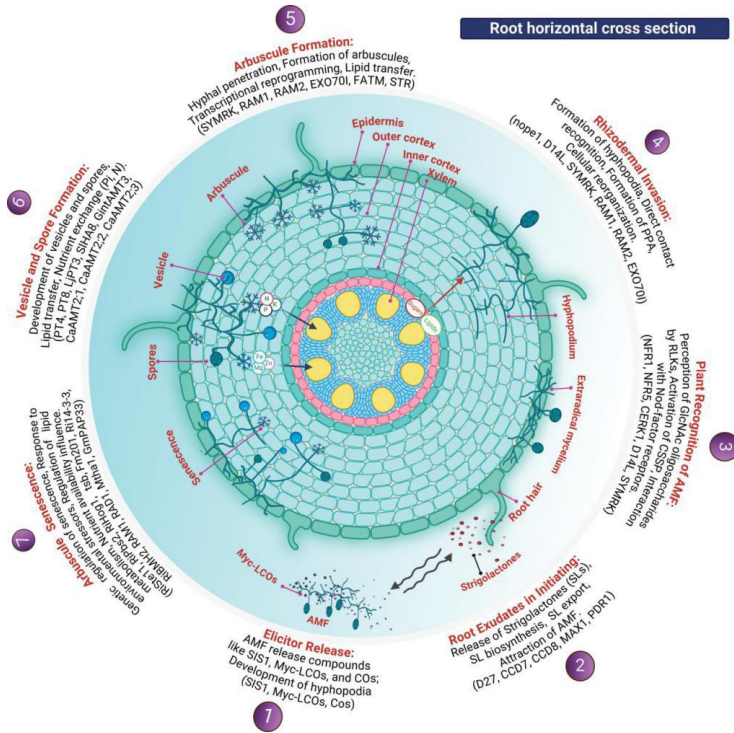 Root horizontal cross section
5
Arbuscule Formation:
Hyphal penetration, Formation of arbuscules,
Transcriptional reprogramming, Lipid transfer.
(SYMRK, RAM1, RAM2, EXO70I, FATM, STR)
4
Rhizodermal Invasion:
Formation of hyphopodia, Direct contact
recognition, Formation of PPA,
Cellular reorganization.
(nope1, D14L, SYMRK, RAM1, RAM2, EXO70I)
3
Plant Recognition of AMF:
Perception of GlcNAc oligosaccharides
by RLKs, Activation of CSSP. Interaction
with Nod-factor receptors.
(NFR1, NFR5, CERK1, D14L, SYMRK)
2
Root Exudates in Initiating:
Release of Strigolactones (SLs),
SL biosynthesis, SL export,
Attraction of AMF.
(D27, CCD7, CCD8, MAX1, PDR1)
1
Elicitor Release:
AMF release compounds
like SIS1, Myc-LCOs, and COs;
Development of hyphopodia
(SIS1, Myc-LCOs, Cos)
7
Arbuscule Senescence:
Genetic regulation of senescence, Response to
environmental stressors, Regulation of lipid
metabolism. Nutrient availability influence.
(RiSte11, RiPbs2, RiHog1, tsb, Fm201, Ri14-3-3,
RiBMH2, RAM1, RAD1, GmPAP33)
6
Vesicle and Spore Formation:
Development of vesicles and spores,
Lipid transfer, Nutrient exchange (Pi, N).
(PT4, PT8, LjPT3, SlHA8, GintAMT3,
CaAMT2;1, CaAMT2;2, CaAMT2;3)
Epidermis
Outer cortex
Inner cortex
Xylem
Arbuscule
Vesicle
Spores
Senescence
Hyphopodium
Extraradical mycelium
Root hair
Strigolactones
Myc-LCOs
AMF
N
K
P
Fe
Zn
Mg
Sugars
Lipids